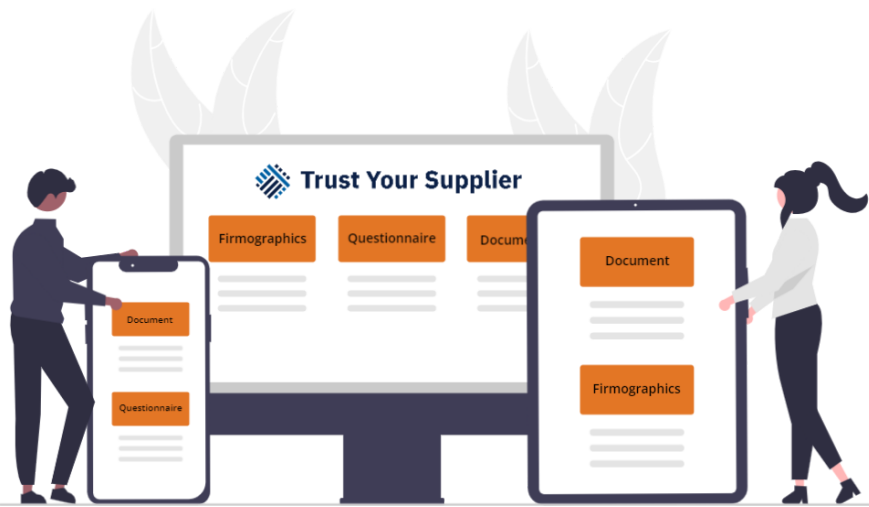 Trust Your Supplier
Firmographics
Questionnaire
Docume
Document
Firmographics
Document
Questionnaire